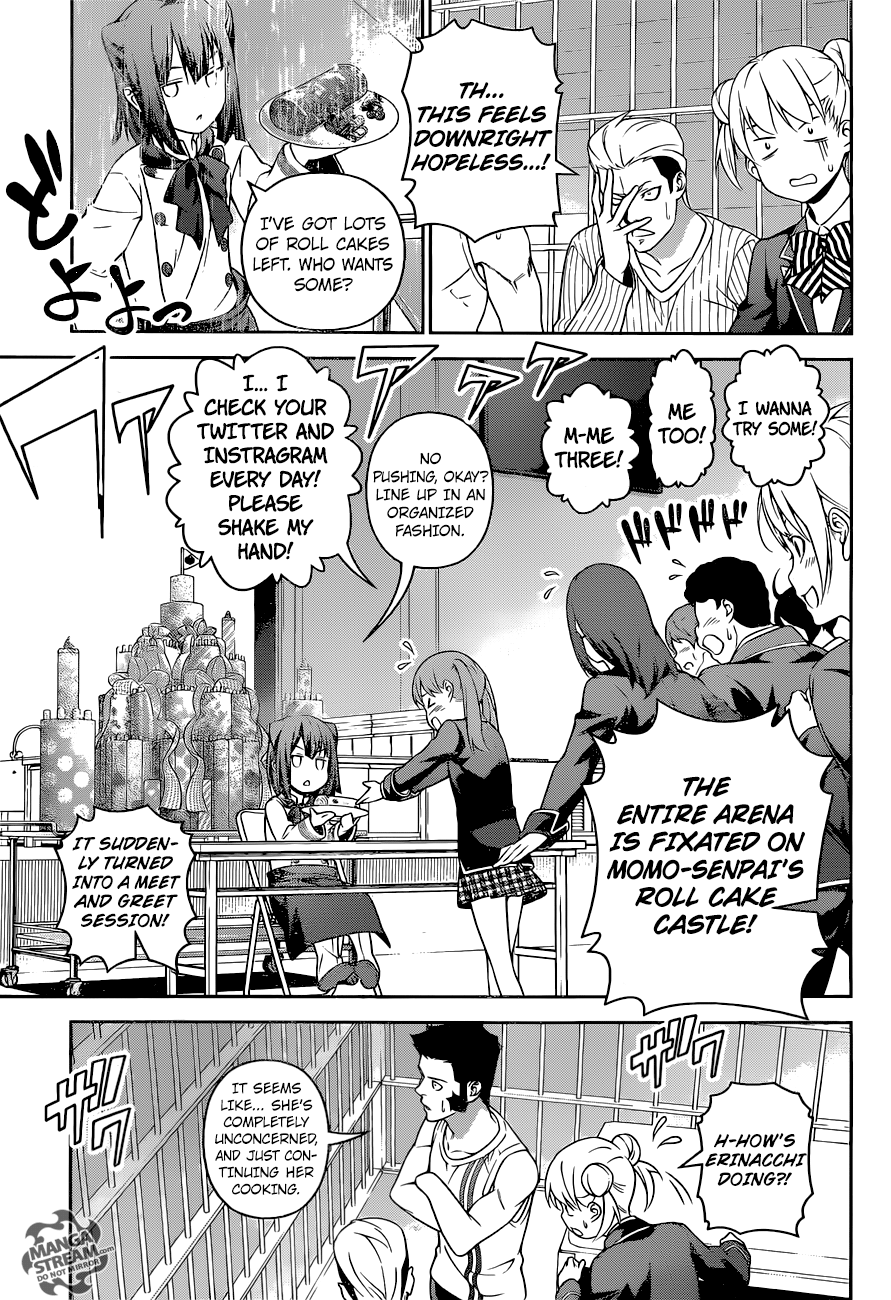 TH...
THIS FEELS
DOWNRIGHT
HOPELESS...!
I'VE GOT LOTS
OF ROLL CAKES
LEFT. WHO WANTS
SOME?
どよよっ
I WANNA
TRY SOME!
ME
TOO!
M-ME
THREE!
ドドドド
NO
PUSHING, OKAY?
LINE UP IN AN
ORGANIZED
FASHION.
I... I
CHECK YOUR
TWITTER AND
INSTRAGRAM
EVERY DAY!
PLEASE
SHAKE MY
HAND!
ワァァァァ
THE
ENTIRE ARENA
IS FIXATED ON
MOMO-SENPAI'S
ROLL CAKE
CASTLE!
IT SUDDEN-
LY TURNED
INTO A MEET
AND GREET
SESSION!
H-HOW'S
ERINACCHI
DOING?!
ザワ
IT SEEMS
LIKE... SHE'S
COMPLETELY
UNCONCERNED,
AND JUST CON-
TINUING HER
COOKING.
ザワ
MANGA
STREAM.com
DO NOT MIRROR